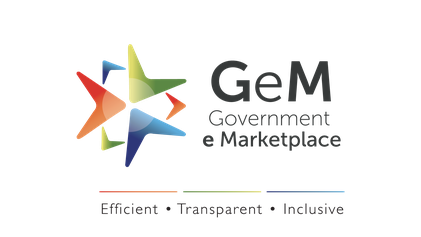 GeM
Government
e Marketplace
Efficient • Transparent • Inclusive